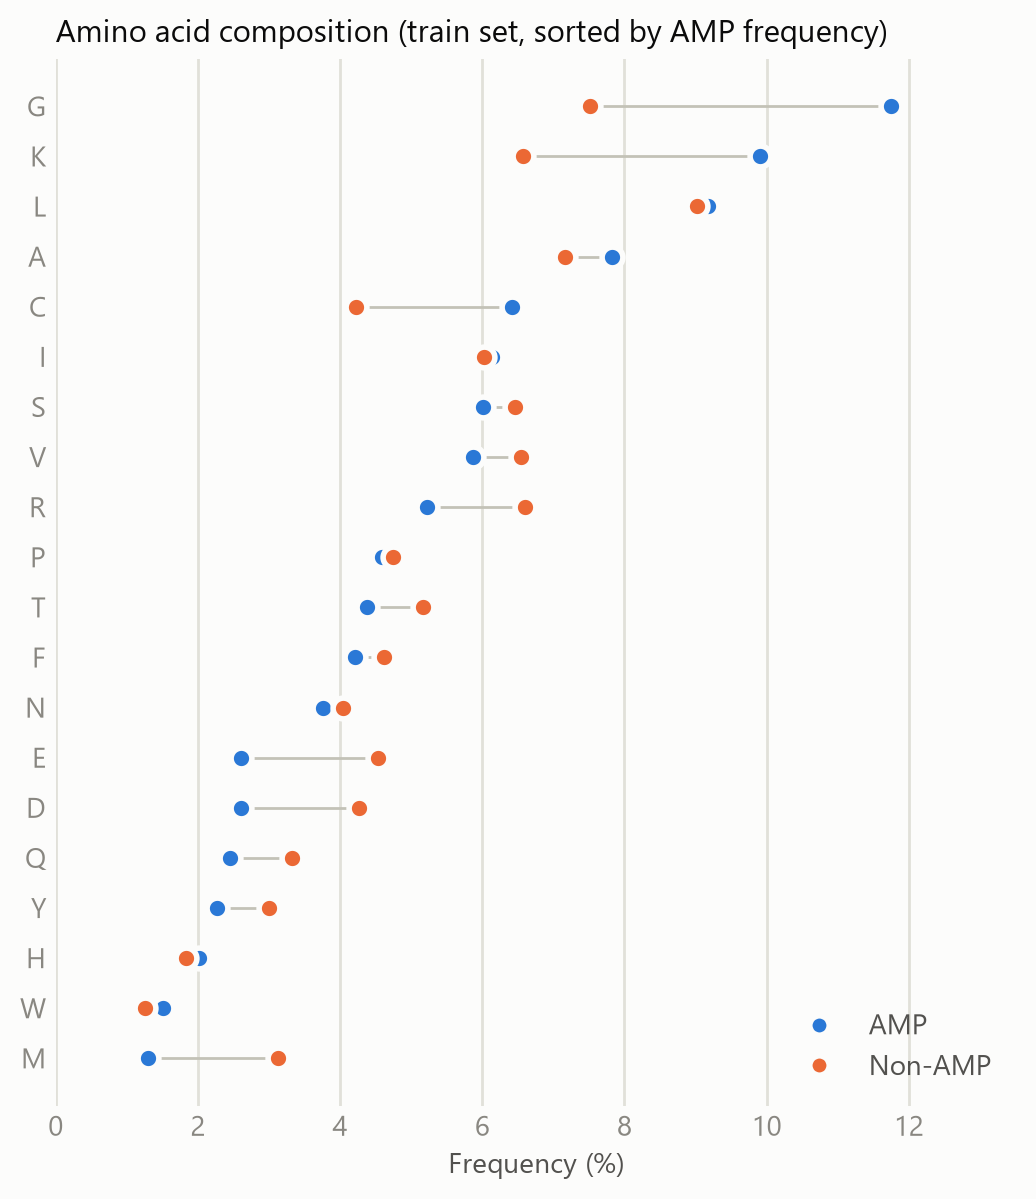 Amino acid composition (train set, sorted by AMP frequency)
G
K
L
A
C
I
S
V
R
P
T
F
N
E
D
Q
Y
H
W
M
AMP
Non-AMP
0 2 4 6 8 10 12
Frequency (%)